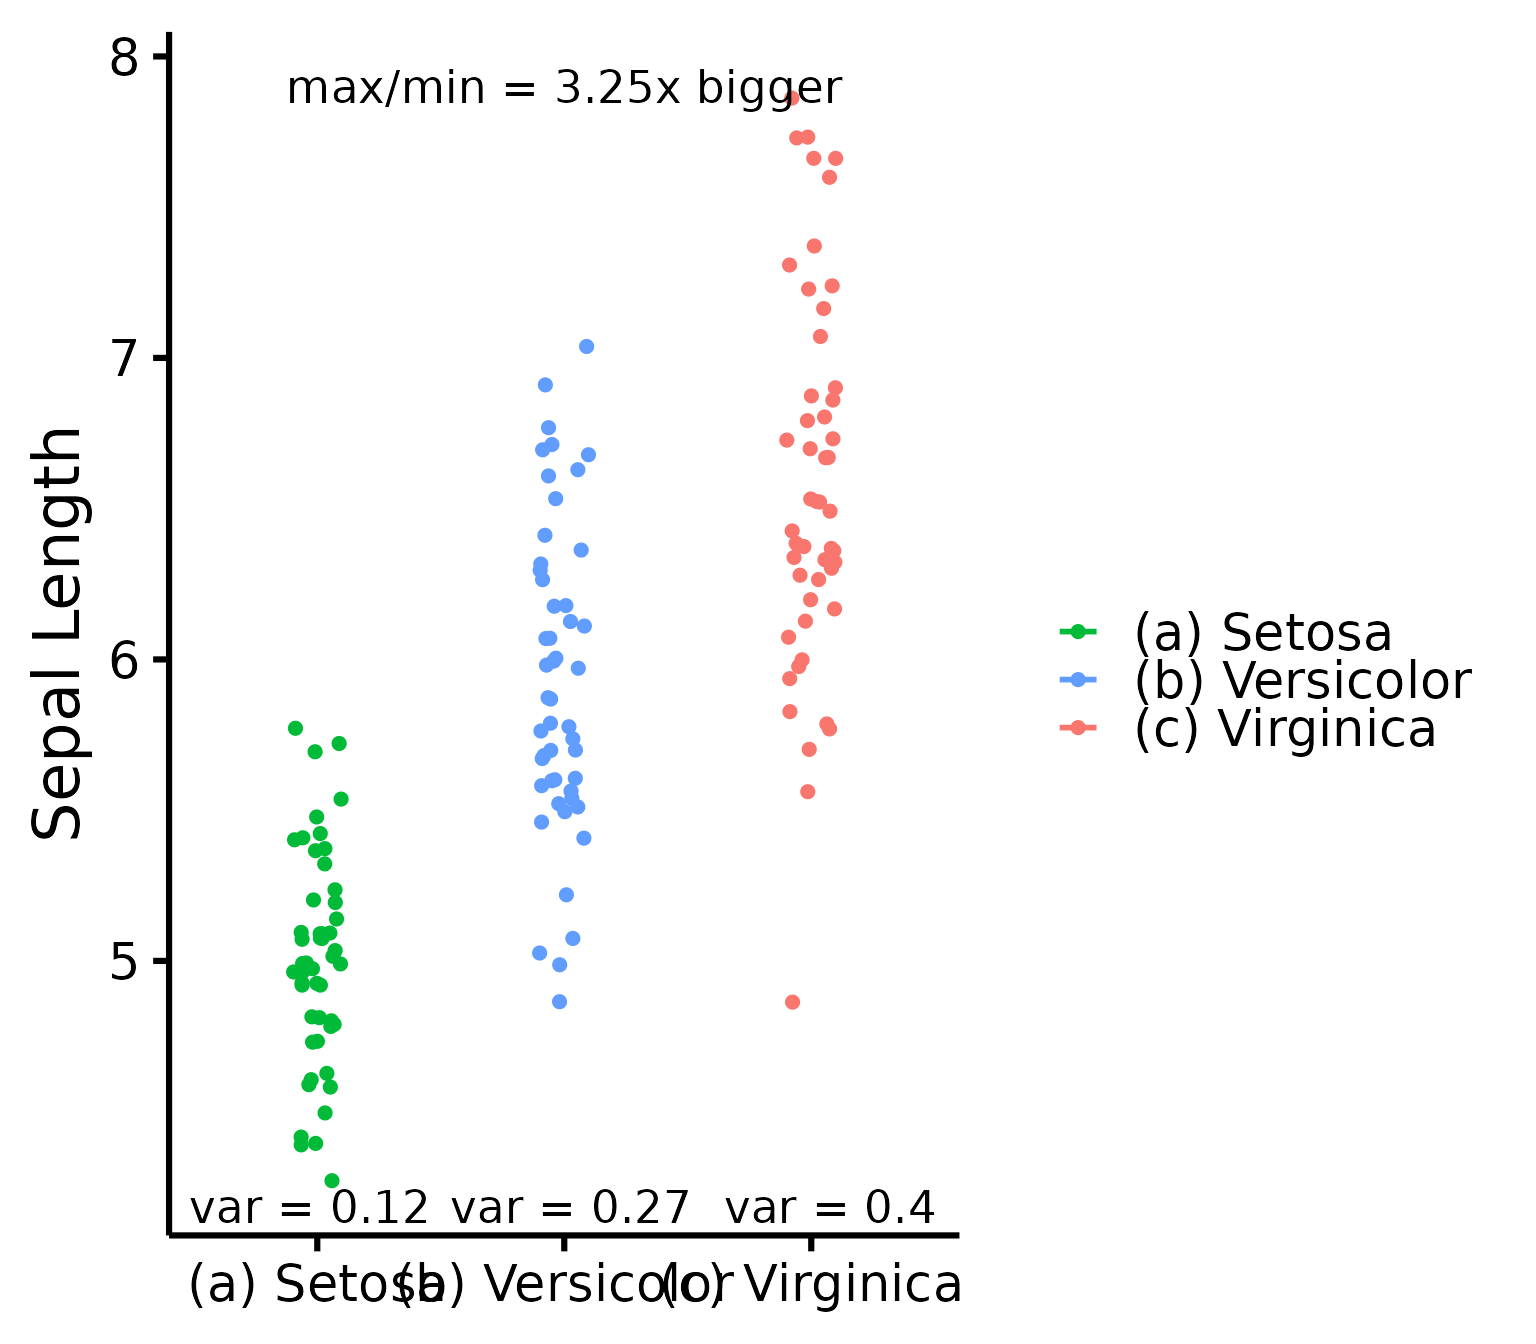 8
max/min = 3.25x bigger
7
6
5
Sepal Length
var = 0.12 var = 0.27 var = 0.4
(a) Setosa (b) Versicolor (c) Virginica
(a) Setosa
(b) Versicolor
(c) Virginica